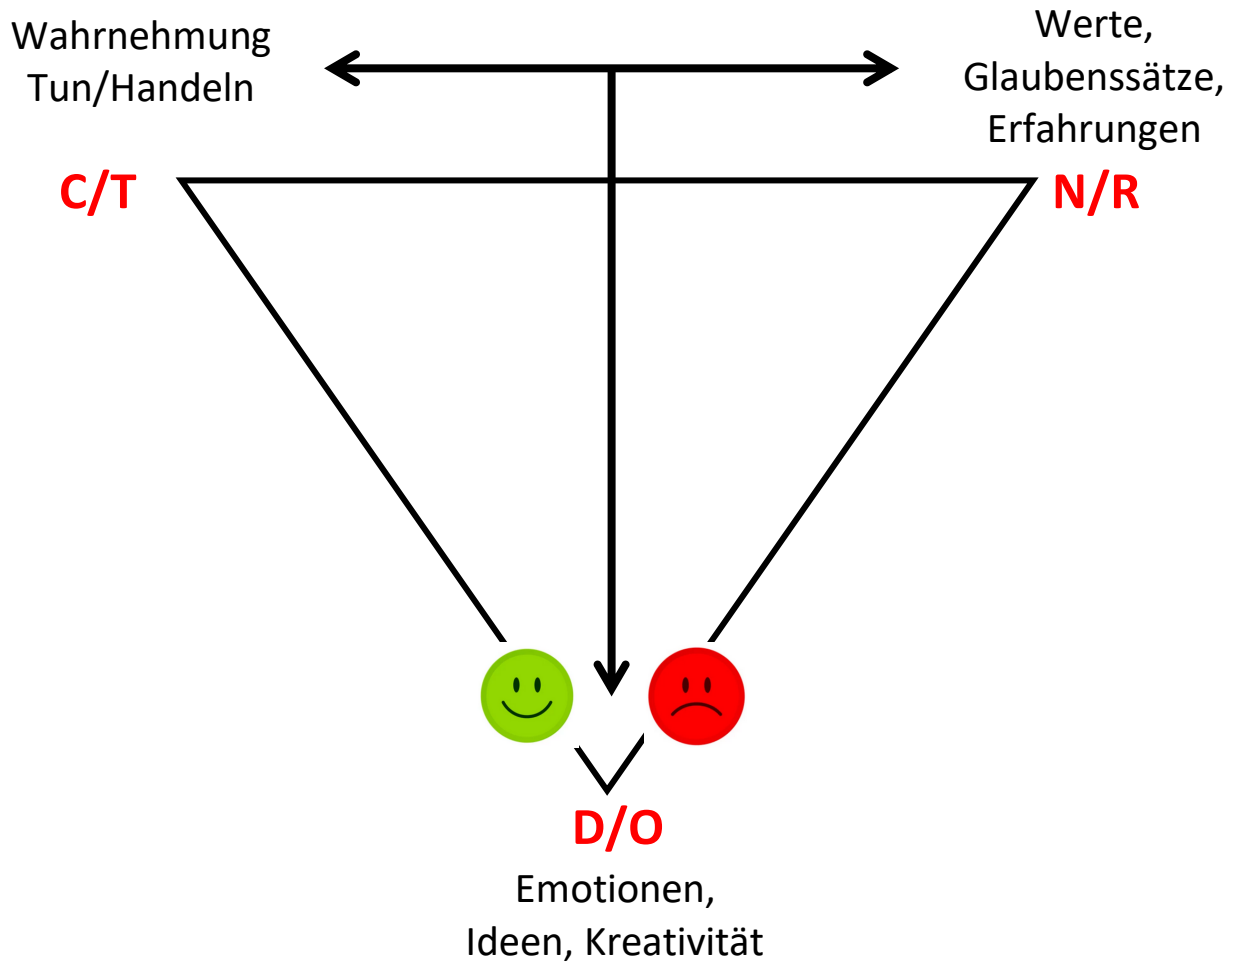 Wahrnehmung
Tun/Handeln
Werte,
Glaubenssätze,
Erfahrungen
C/T
N/R
D/O
Emotionen,
Ideen, Kreativität